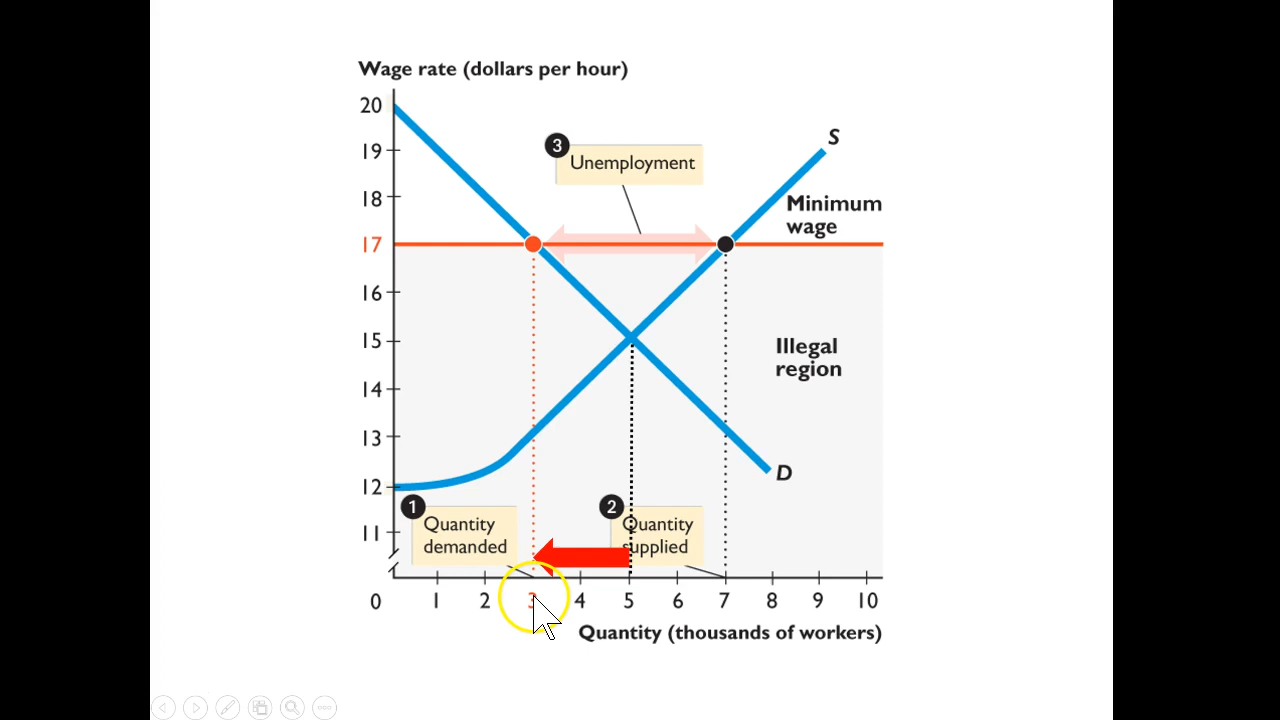 Wage rate (dollars per hour)
20
19
18
17
16
15
14
13
12
11
0
S
3
Unemployment
Minimum
wage
Illegal
region
D
1
Quantity
demanded
2
Quantity
supplied
1 2 3 4 5 6 7 8 9 10
Quantity (thousands of workers)